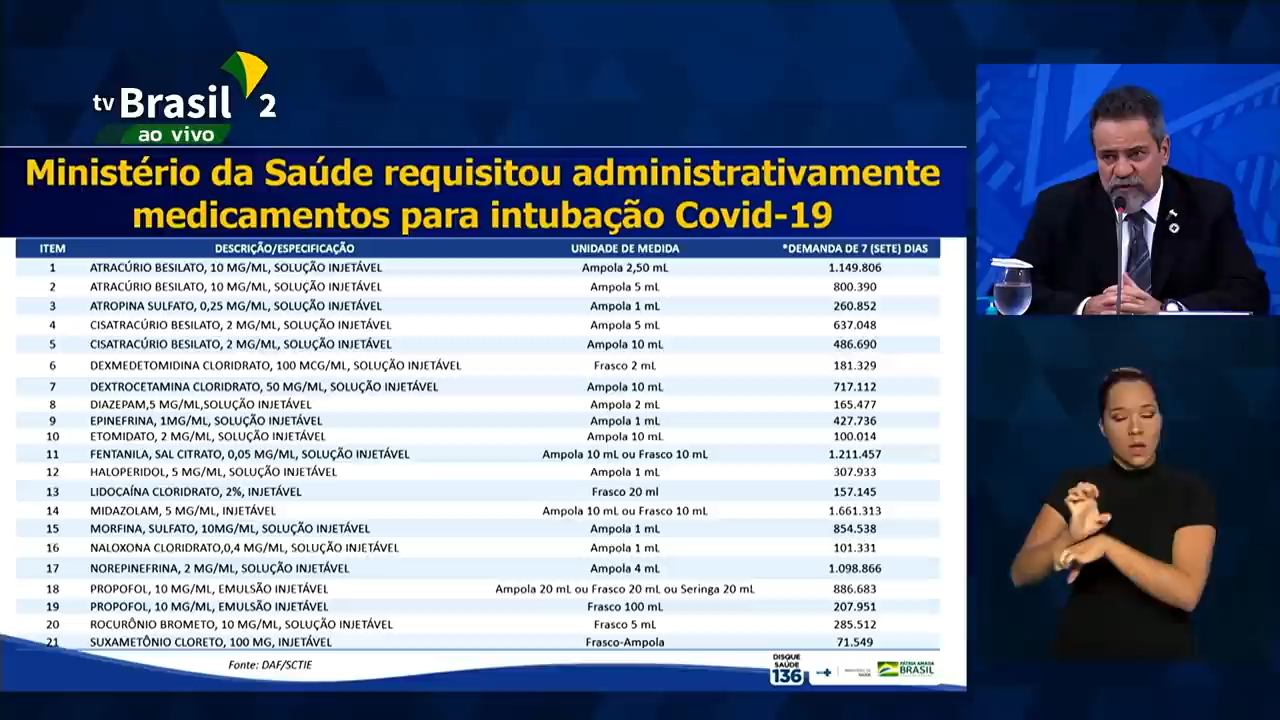 tv Brasil 2
ao vivo
Ministério da Saúde requisitou administrativamente
medicamentos para intubação Covid-19
ITEM DESCRIÇÃO/ESPECIFICAÇÃO UNIDADE DE MEDIDA *DEMANDA DE 7 (SETE) DIAS
1 ATRACÚRIO BESILATO, 10 MG/ML, SOLUÇÃO INJETÁVEL Ampola 2,50 mL 1.149.806
2 ATRACÚRIO BESILATO, 10 MG/ML, SOLUÇÃO INJETÁVEL Ampola 5 mL 800.390
3 ATROPINA SULFATO, 0,25 MG/ML, SOLUÇÃO INJETÁVEL Ampola 1 mL 260.852
4 CISATRACÚRIO BESILATO, 2 MG/ML, SOLUÇÃO INJETÁVEL Ampola 5 mL 637.048
5 CISATRACÚRIO BESILATO, 2 MG/ML, SOLUÇÃO INJETÁVEL Ampola 10 mL 486.690
6 DEXMEDETOMIDINA CLORIDRATO, 100 MCG/ML, SOLUÇÃO INJETÁVEL Frasco 2 mL 181.329
7 DEXTROCETAMINA CLORIDRATO, 50 MG/ML, SOLUÇÃO INJETÁVEL Ampola 10 mL 717.112
8 DIAZEPAM,5 MG/ML,SOLUÇÃO INJETÁVEL Ampola 2 mL 165.477
9 EPINEFRINA, 1MG/ML, SOLUÇÃO INJETÁVEL Ampola 1 mL 427.736
10 ETOMIDATO, 2 MG/ML, SOLUÇÃO INJETÁVEL Ampola 10 mL 100.014
11 FENTANILA, SAL CITRATO, 0,05 MG/ML, SOLUÇÃO INJETÁVEL Ampola 10 mL ou Frasco 10 mL 1.211.457
12 HALOPERIDOL, 5 MG/ML, SOLUÇÃO INJETÁVEL Ampola 1 mL 307.933
13 LIDOCAÍNA CLORIDRATO, 2%, INJETÁVEL Frasco 20 ml 157.145
14 MIDAZOLAM, 5 MG/ML, INJETÁVEL Ampola 10 mL ou Frasco 10 mL 1.661.313
15 MORFINA, SULFATO, 10MG/ML, SOLUÇÃO INJETÁVEL Ampola 1 mL 854.538
16 NALOXONA CLORIDRATO,0,4 MG/ML, SOLUÇÃO INJETÁVEL Ampola 1 mL 101.331
17 NOREPINEFRINA, 2 MG/ML, SOLUÇÃO INJETÁVEL Ampola 4 mL 1.098.866
18 PROPOFOL, 10 MG/ML, EMULSÃO INJETÁVEL Ampola 20 mL ou Frasco 20 mL ou Seringa 20 mL 886.683
19 PROPOFOL, 10 MG/ML, EMULSÃO INJETÁVEL Frasco 100 mL 207.951
20 ROCURÔNIO BROMETO, 10 MG/ML, SOLUÇÃO INJETÁVEL Frasco 5 mL 285.512
21 SUXAMETÔNIO CLORETO, 100 MG, INJETÁVEL Frasco-Ampola 71.549
Fonte: DAF/SCTIE
DISQUE
SAÚDE
136
MINISTÉRIO DA
SAÚDE
PÁTRIA AMADA
BRASIL